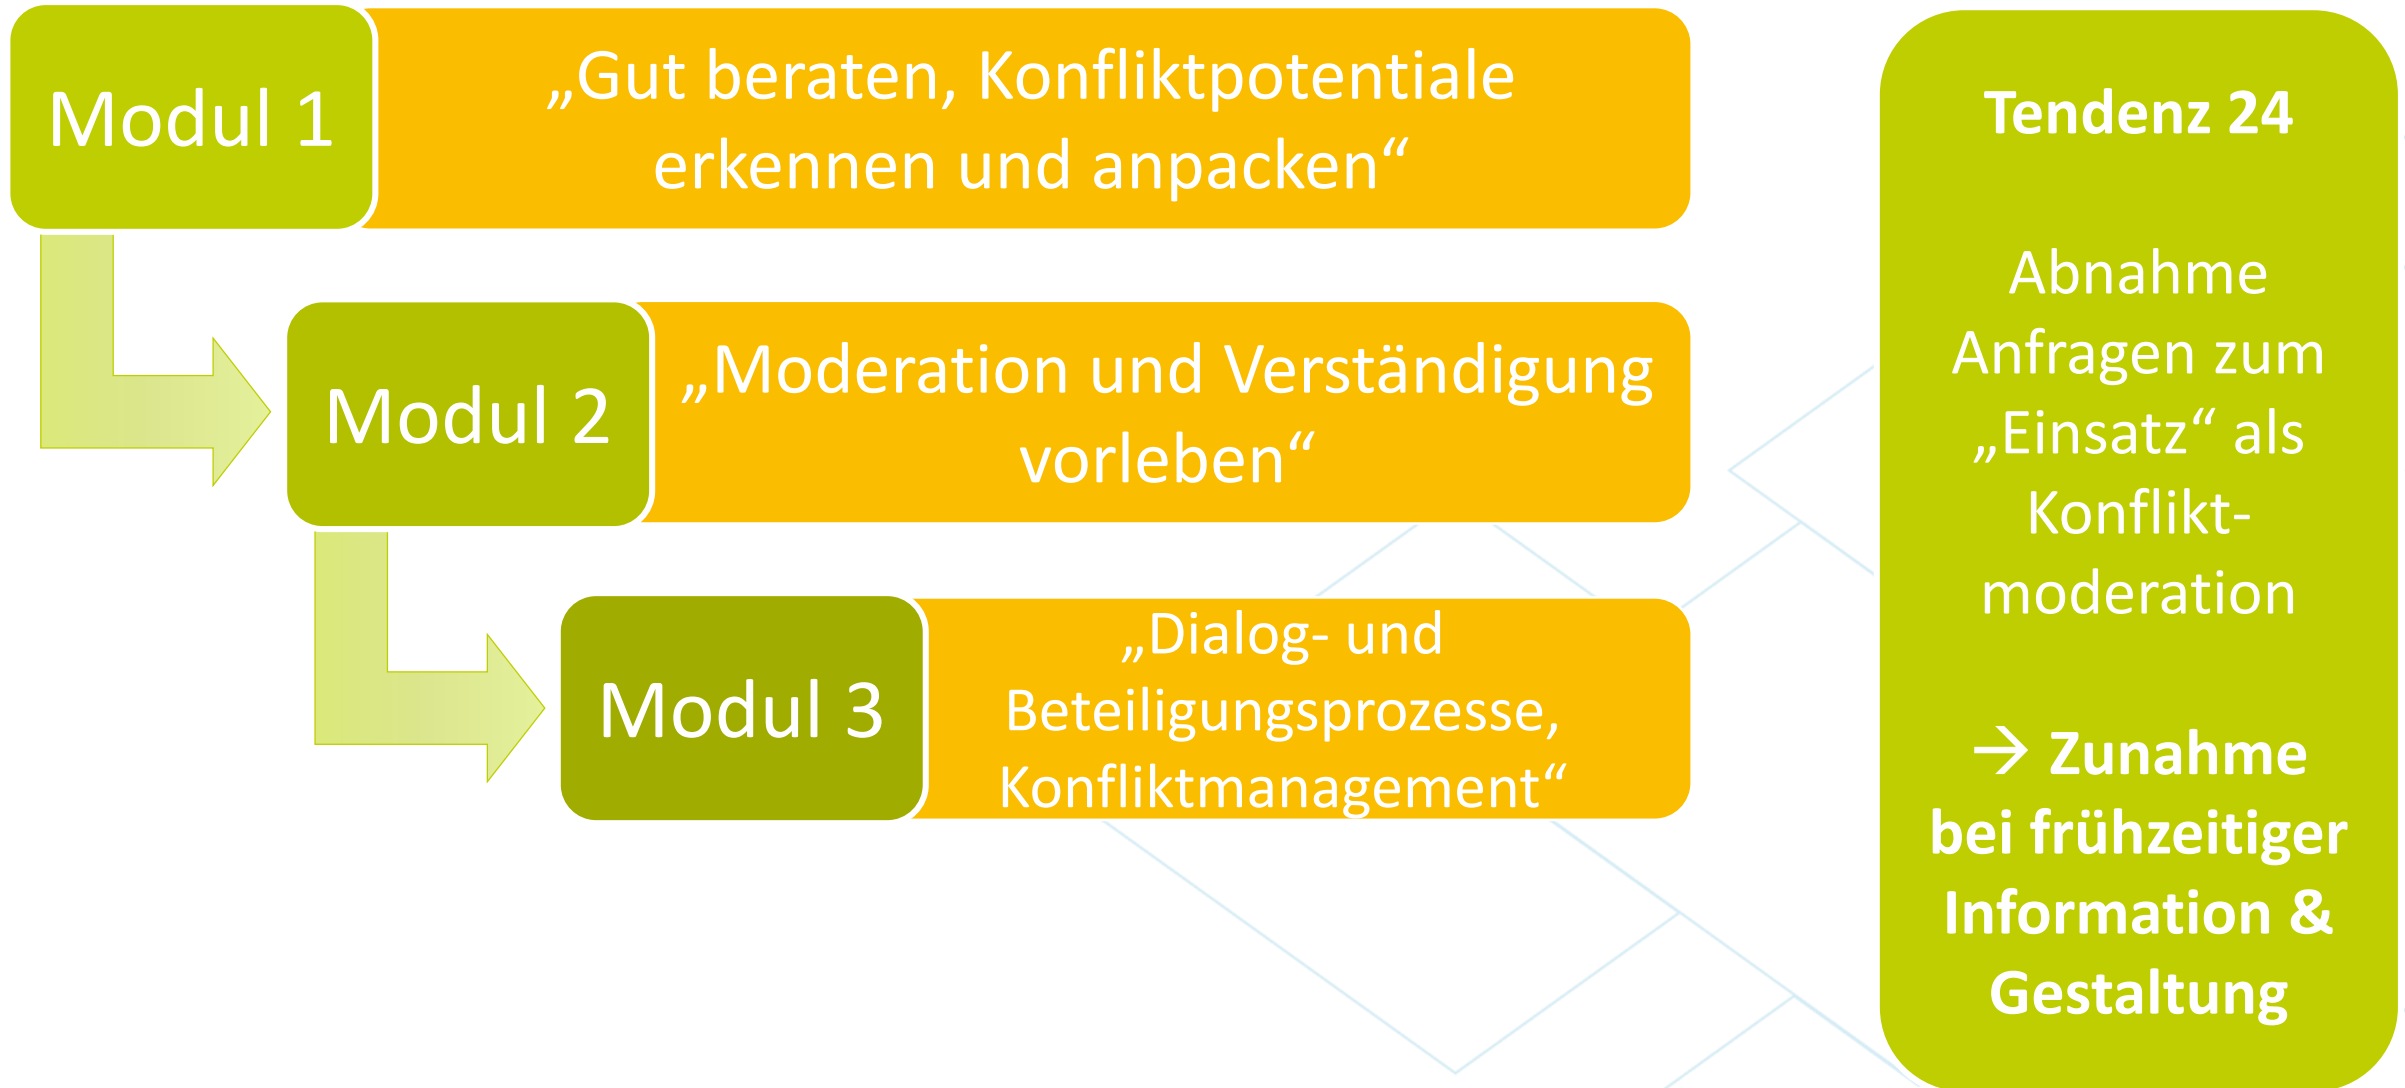 Modul 1
„Gut beraten, Konfliktpotentiale
erkennen und anpacken“
Modul 2
„Moderation und Verständigung
vorleben“
Modul 3
„Dialog- und
Beteiligungsprozesse,
Konfliktmanagement“
Tendenz 24
Abnahme
Anfragen zum
„Einsatz“ als
Konflikt-
moderation
→ Zunahme
bei frühzeitiger
Information &
Gestaltung